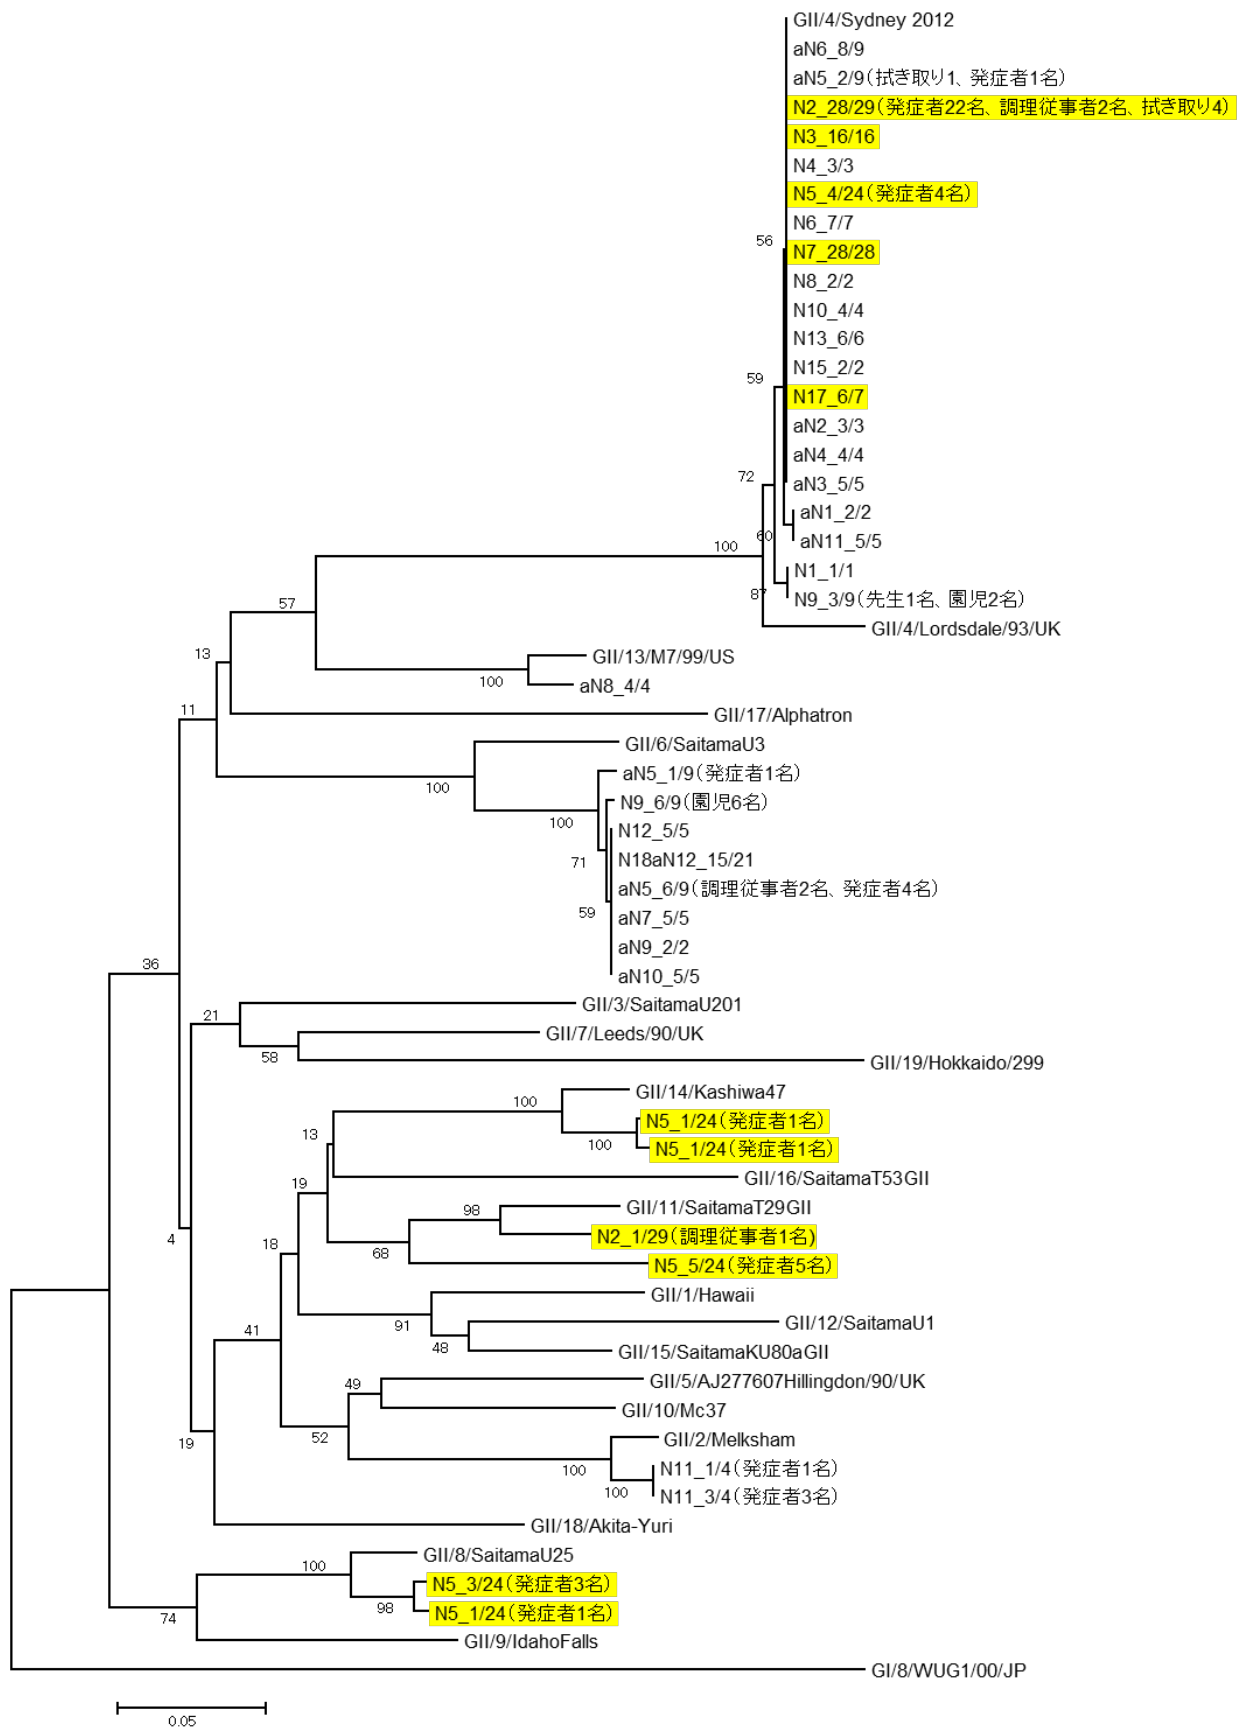 GII/4/Sydney 2012
aN6_8/9
aN5_2/9(拭き取り1、発症者1名)
N2_28/29(発症者22名、調理従事者2名、拭き取り4)
N3_16/16
N4_3/3
N5_4/24(発症者4名)
N6_7/7
56
N7_28/28
N8_2/2
N10_4/4
N13_6/6
N15_2/2
59
N17_6/7
aN2_3/3
aN4_4/4
72
aN3_5/5
aN1_2/2
60
100
aN11_5/5
N1_1/1
87
N9_3/9(先生1名、園児2名)
57
GII/4/Lordsdale/93/UK
13
GII/13/M7/99/US
100
aN8_4/4
11
GII/17/Alphatron
GII/6/SaitamaU3
aN5_1/9(発症者1名)
100
N9_6/9(園児6名)
100
N12_5/5
71
N18aN12_15/21
aN5_6/9(調理従事者2名、発症者4名)
59
aN7_5/5
aN9_2/2
36
aN10_5/5
GII/3/SaitamaU201
21
GII/7/Leeds/90/UK
58
GII/19/Hokkaido/299
GII/14/Kashiwa47
100
N5_1/24(発症者1名)
13
100
N5_1/24(発症者1名)
GII/16/SaitamaT53GII
19
GII/11/SaitamaT29GII
98
N2_1/29(調理従事者1名)
4
18
68
N5_5/24(発症者5名)
GII/1/Hawaii
91
GII/12/SaitamaU1
41
48
GII/15/SaitamaKU80aGII
49
GII/5/AJ277607Hillingdon/90/UK
GII/10/Mc37
52
GII/2/Melksham
19
100
N11_1/4(発症者1名)
100
N11_3/4(発症者3名)
GII/18/Akita-Yuri
GII/8/SaitamaU25
100
N5_3/24(発症者3名)
98
N5_1/24(発症者1名)
74
GII/9/IdahoFalls
GI/8/WUG1/00/JP
0.05